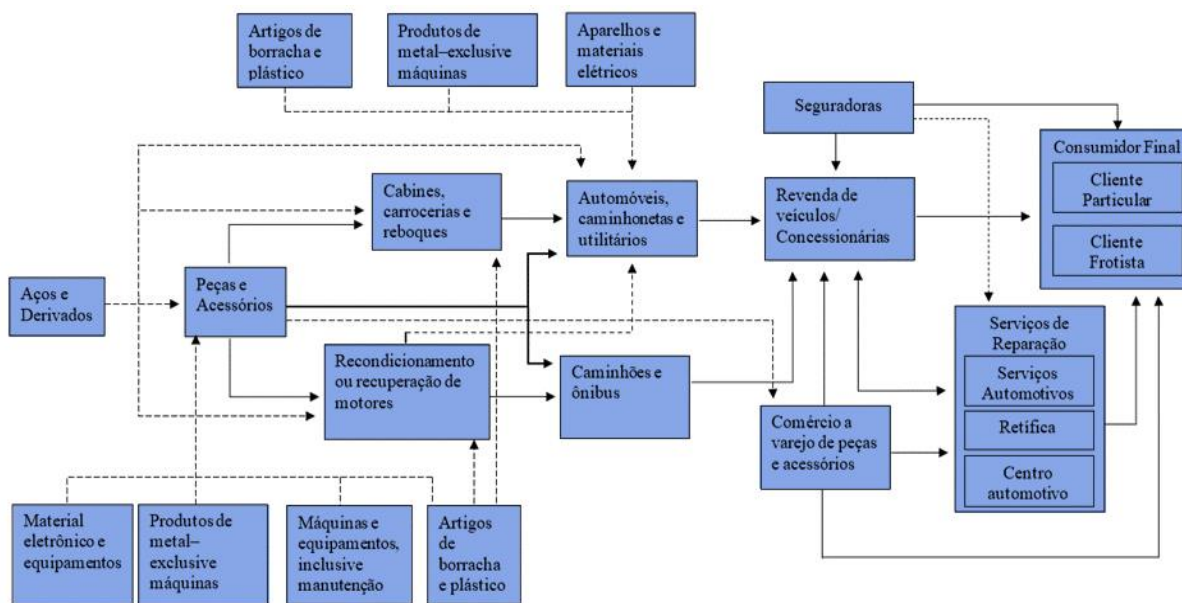 Artigos de
borracha e
plástico
Produtos de
metal–exclusive
máquinas
Aparelhos e
materiais
elétricos
Seguradoras
Consumidor Final
Cliente
Particular
Cliente
Frotista
Cabines,
carrocerias e
reboques
Automóveis,
caminhonetas e
utilitários
Revenda de
veículos/
Concessionárias
Aços e
Derivados
Peças e
Acessórios
Recondicionamento
ou recuperação de
motores
Caminhões e
ônibus
Comércio a
varejo de peças
e acessórios
Serviços de
Reparação
Serviços
Automotivos
Retífica
Centro
automotivo
Material
eletrônico e
equipamentos
Produtos de
metal–
exclusive
máquinas
Máquinas e
equipamentos,
inclusive
manutenção
Artigos
de
borracha
e plástico